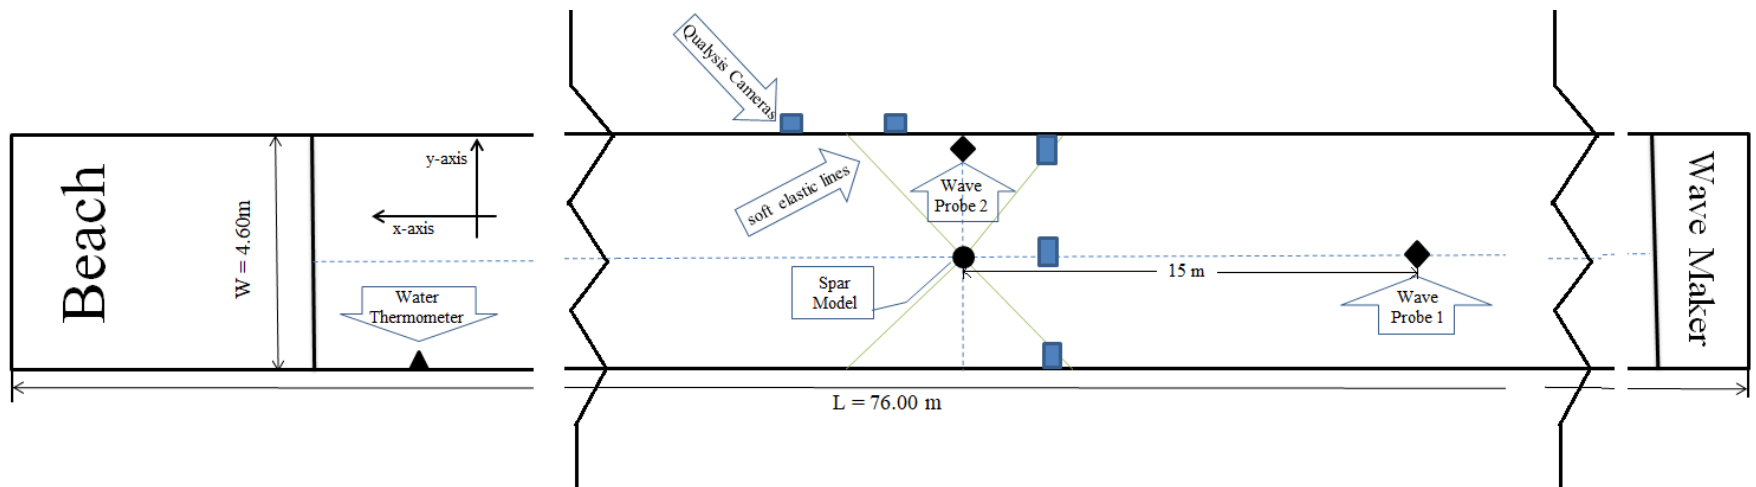 Qualysis Cameras
y-axis
soft elastic lines
Wave
Probe 2
Beach
W = 4.60m
x-axis
Water
Thermometer
Spar
Model
15 m
Wave
Probe 1
Wave Maker
L = 76.00 m